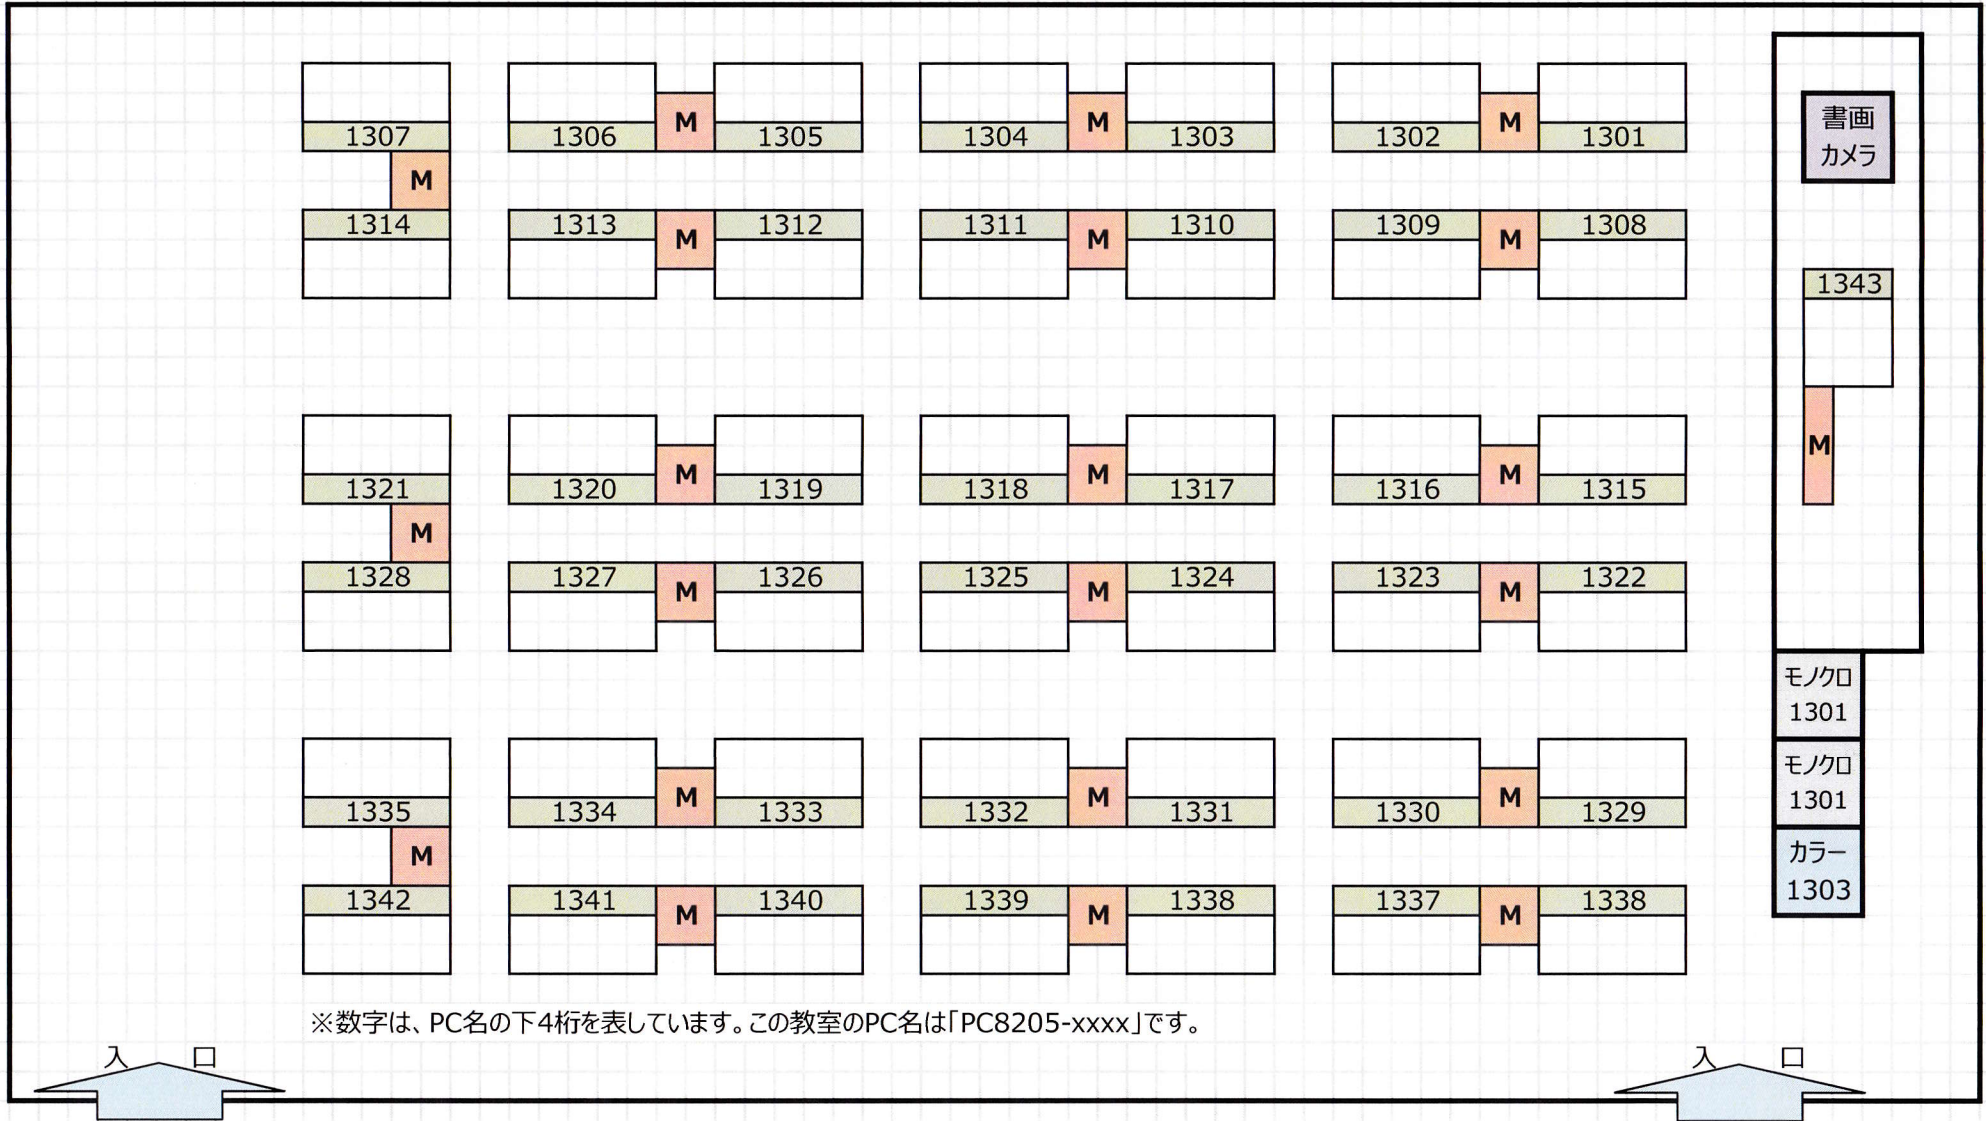 1307 1306 M 1305 1304 M 1303 1302 M 1301
M
1314 1313 M 1312 1311 M 1310 1309 M 1308
1321 1320 M 1319 1318 M 1317 1316 M 1315
M
1328 1327 M 1326 1325 M 1324 1323 M 1322
1335 1334 M 1333 1332 M 1331 1330 M 1329
M
1342 1341 M 1340 1339 M 1338 1337 M 1338
書画
カメラ
1343
M
モノクロ
1301
モノクロ
1301
カラー
1303
※数字は、PC名の下4桁を表しています。この教室のPC名は「PC8205-xxxx」です。
入 口
入 口